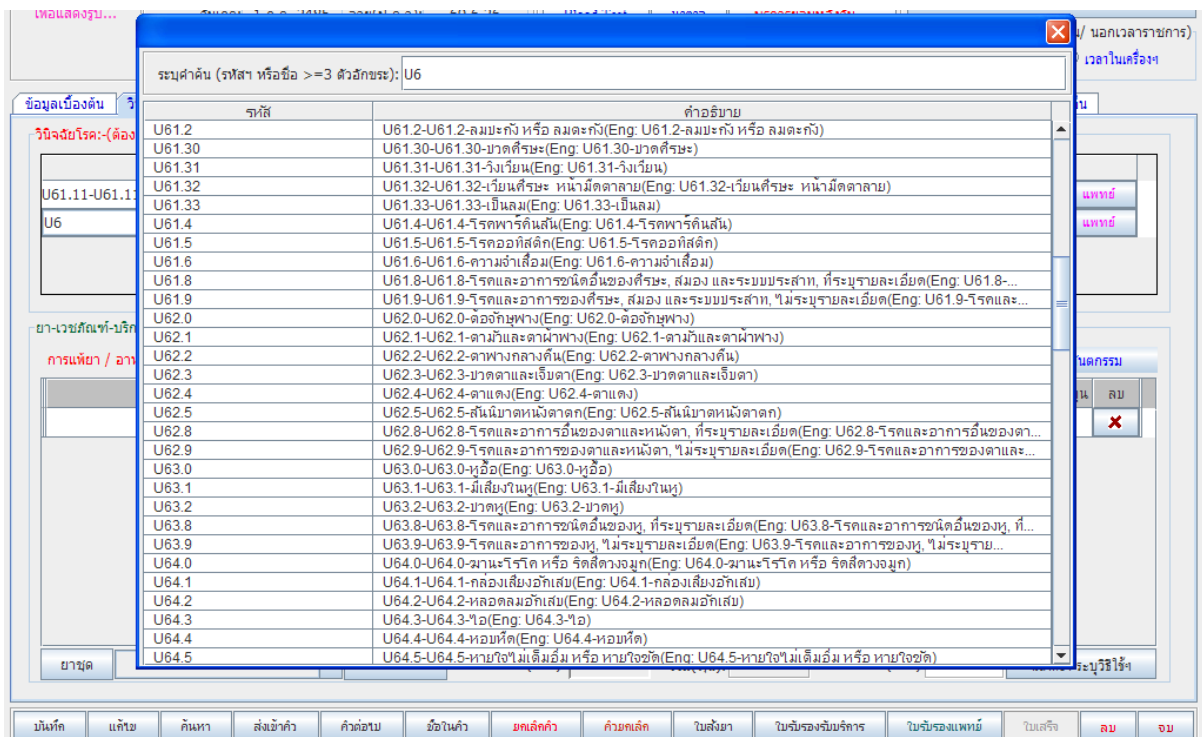 เพื่อแสดงรูป...
/ นอกเวลาราชการ)
เวลาในเครื่องฯ
ระบุคำค้น (รหัสฯ หรือชื่อ >=3 ตัวอักขระ): U6
ข้อมูลเบื้องต้น
รหัส คำอธิบาย
วินิจฉัยโรค:-(ต้อง
U61.2 U61.2-U61.2-ลมปะกัง หรือ ลมตะกัง(Eng: U61.2-ลมปะกัง หรือ ลมตะกัง)
U61.30 U61.30-U61.30-ปวดศีรษะ(Eng: U61.30-ปวดศีรษะ)
U61.31 U61.31-U61.31-วิงเวียน(Eng: U61.31-วิงเวียน)
U61.32 U61.32-U61.32-เวียนศีรษะ หน้ามืดตาลาย(Eng: U61.32-เวียนศีรษะ หน้ามืดตาลาย)
U61.33 U61.33-U61.33-เป็นลม(Eng: U61.33-เป็นลม)
U61.4 U61.4-U61.4-โรคพาร์คินสัน(Eng: U61.4-โรคพาร์คินสัน)
U61.5 U61.5-U61.5-โรคออทิสติก(Eng: U61.5-โรคออทิสติก)
U61.6 U61.6-U61.6-ความจำเสื่อม(Eng: U61.6-ความจำเสื่อม)
U61.8 U61.8-U61.8-โรคและอาการชนิดอื่นของศีรษะ, สมอง และระบบประสาท, ที่ระบุรายละเอียด(Eng: U61.8-...
U61.9 U61.9-U61.9-โรคและอาการของศีรษะ, สมอง และระบบประสาท, ไม่ระบุรายละเอียด(Eng: U61.9-โรคและ...
U62.0 U62.0-U62.0-ต้อจักษุฟาง(Eng: U62.0-ต้อจักษุฟาง)
U62.1 U62.1-U62.1-ตามัวและตาฝ้าฟาง(Eng: U62.1-ตามัวและตาฝ้าฟาง)
U62.2 U62.2-U62.2-ตาฟางกลางคืน(Eng: U62.2-ตาฟางกลางคืน)
U62.3 U62.3-U62.3-ปวดตาและเจ็บตา(Eng: U62.3-ปวดตาและเจ็บตา)
U62.4 U62.4-U62.4-ตาแดง(Eng: U62.4-ตาแดง)
U62.5 U62.5-U62.5-สันนิบาตหนังตาตก(Eng: U62.5-สันนิบาตหนังตาตก)
U62.8 U62.8-U62.8-โรคและอาการอื่นของตาและหนังตา, ที่ระบุรายละเอียด(Eng: U62.8-โรคและอาการอื่นของตา...
U62.9 U62.9-U62.9-โรคและอาการของตาและหนังตา, ไม่ระบุรายละเอียด(Eng: U62.9-โรคและอาการของตาและ...
U63.0 U63.0-U63.0-หูอื้อ(Eng: U63.0-หูอื้อ)
U63.1 U63.1-U63.1-มีเสียงในหู(Eng: U63.1-มีเสียงในหู)
U63.2 U63.2-U63.2-ปวดหู(Eng: U63.2-ปวดหู)
U63.8 U63.8-U63.8-โรคและอาการชนิดอื่นของหู, ที่ระบุรายละเอียด(Eng: U63.8-โรคและอาการชนิดอื่นของหู, ที่...
U63.9 U63.9-U63.9-โรคและอาการของหู, ไม่ระบุรายละเอียด(Eng: U63.9-โรคและอาการของหู, ไม่ระบุราย...
U64.0 U64.0-U64.0-ฆานะโรโค หรือ ริดสีดวงจมูก(Eng: U64.0-ฆานะโรโค หรือ ริดสีดวงจมูก)
U64.1 U64.1-U64.1-กล่องเสียงอักเสบ(Eng: U64.1-กล่องเสียงอักเสบ)
U64.2 U64.2-U64.2-หลอดลมอักเสบ(Eng: U64.2-หลอดลมอักเสบ)
U64.3 U64.3-U64.3-ไอ(Eng: U64.3-ไอ)
U64.4 U64.4-U64.4-หอบหืด(Eng: U64.4-หอบหืด)
U64.5 U64.5-U64.5-หายใจไม่เต็มอิ่ม หรือ หายใจขัด(Eng: U64.5-หายใจไม่เต็มอิ่ม หรือ หายใจขัด)
U61.11-U61.11
แพทย์
U6
แพทย์
ยา-เวชภัณฑ์-บริก
การแพ้ยา / อา
ันตกรรม
ลบ
ยาชุด
ระบุวิธีใช้ฯ
บันทึก แก้ไข ค้นหา ส่งเข้าคิว คิวต่อไป ชื่อในคิว ยกเลิกคิว คิวยกเลิก ใบสั่งยา ใบรับรองรับบริการ ใบรับรองแพทย์ ใบเสร็จ ลบ จบ